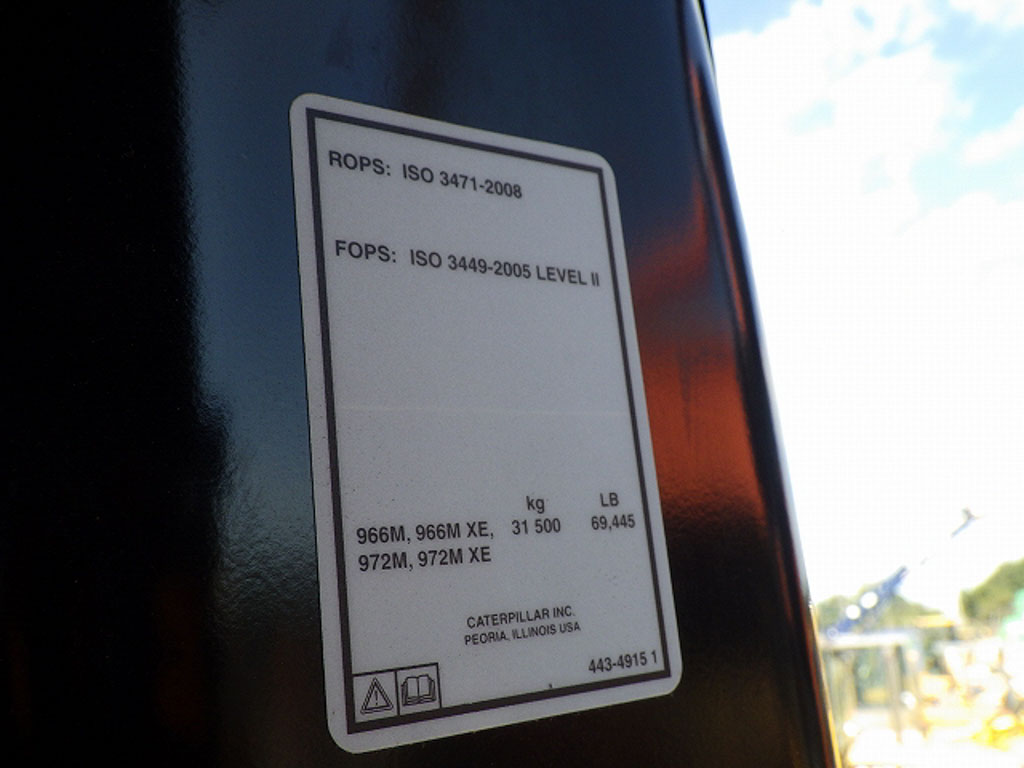 ROPS: ISO 3471-2008
FOPS: ISO 3449-2005 LEVEL II
kg LB
966M, 966M XE, 31 500 69,445
972M, 972M XE
CATERPILLAR INC.
PEORIA, ILLINOIS USA
443-4915 1